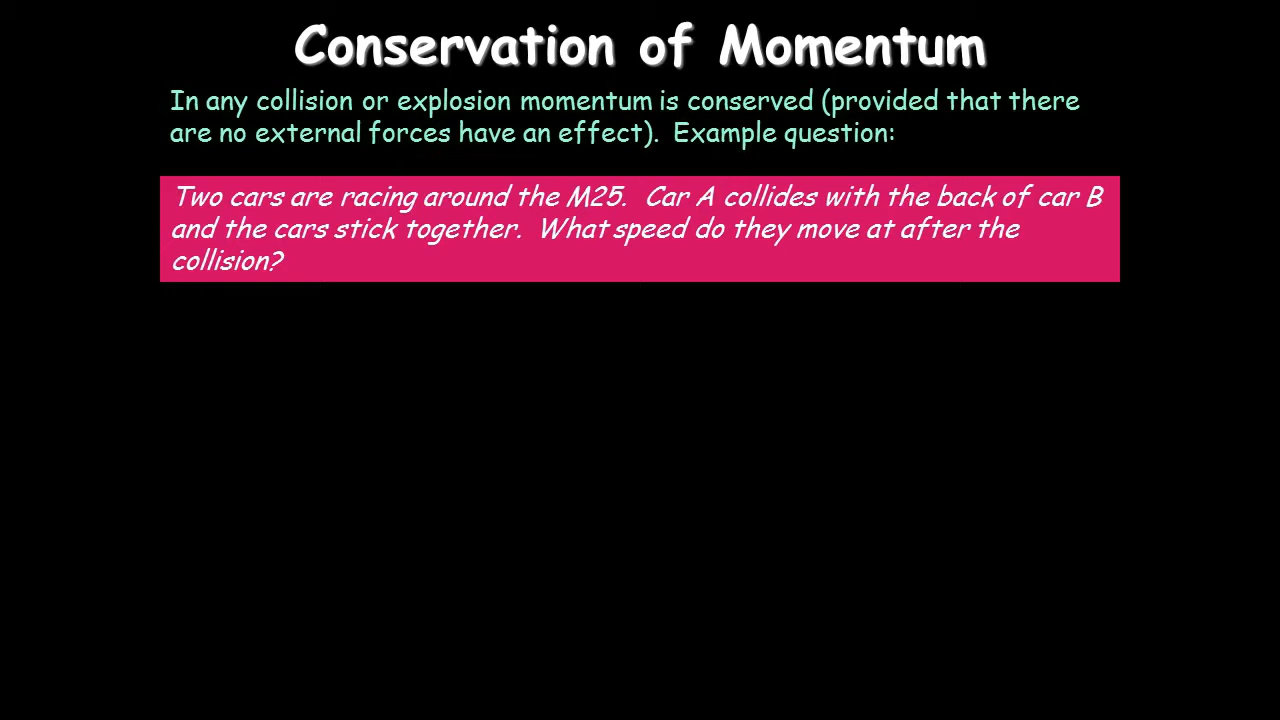 Conservation of Momentum
In any collision or explosion momentum is conserved (provided that there
are no external forces have an effect).  Example question:
Two cars are racing around the M25.  Car A collides with the back of car B
and the cars stick together.  What speed do they move at after the
collision?